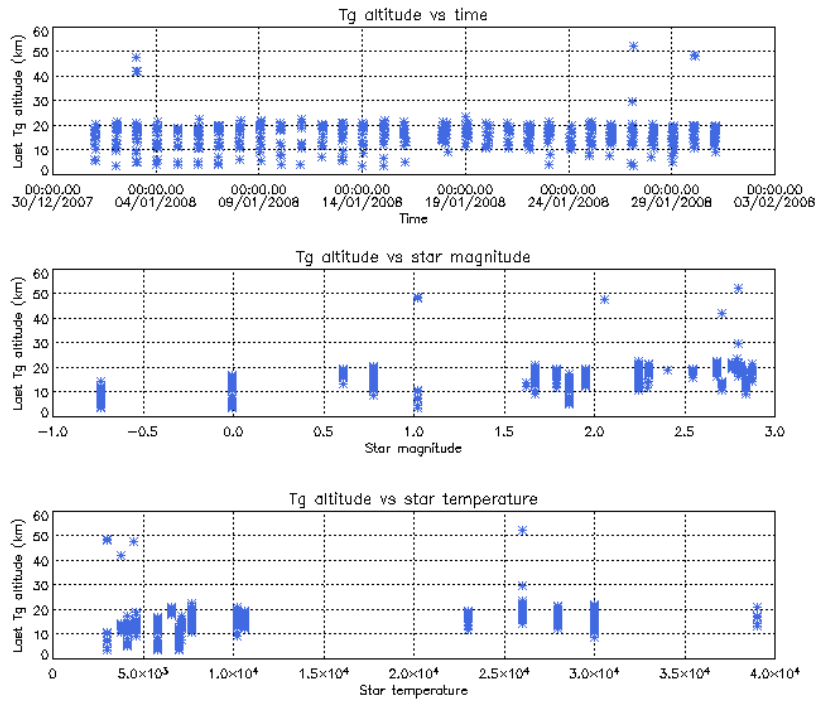 Tg altitude vs time
60
50
40
30
20
10
0
Last Tg altitude (km)
00:00.00 00:00.00 00:00.00 00:00.00 00:00.00 00:00.00 00:00.00 00:00.00
30/12/2007 04/01/2008 09/01/2008 14/01/2008 19/01/2008 24/01/2008 29/01/2008 03/02/2008
Time
Tg altitude vs star magnitude
60
50
40
30
20
10
0
Last Tg altitude (km)
-1.0 -0.5 0.0 0.5 1.0 1.5 2.0 2.5 3.0
Star magnitude
Tg altitude vs star temperature
60
50
40
30
20
10
0
Last Tg altitude (km)
0 5.0×10³ 1.0×10⁴ 1.5×10⁴ 2.0×10⁴ 2.5×10⁴ 3.0×10⁴ 3.5×10⁴ 4.0×10⁴
Star temperature